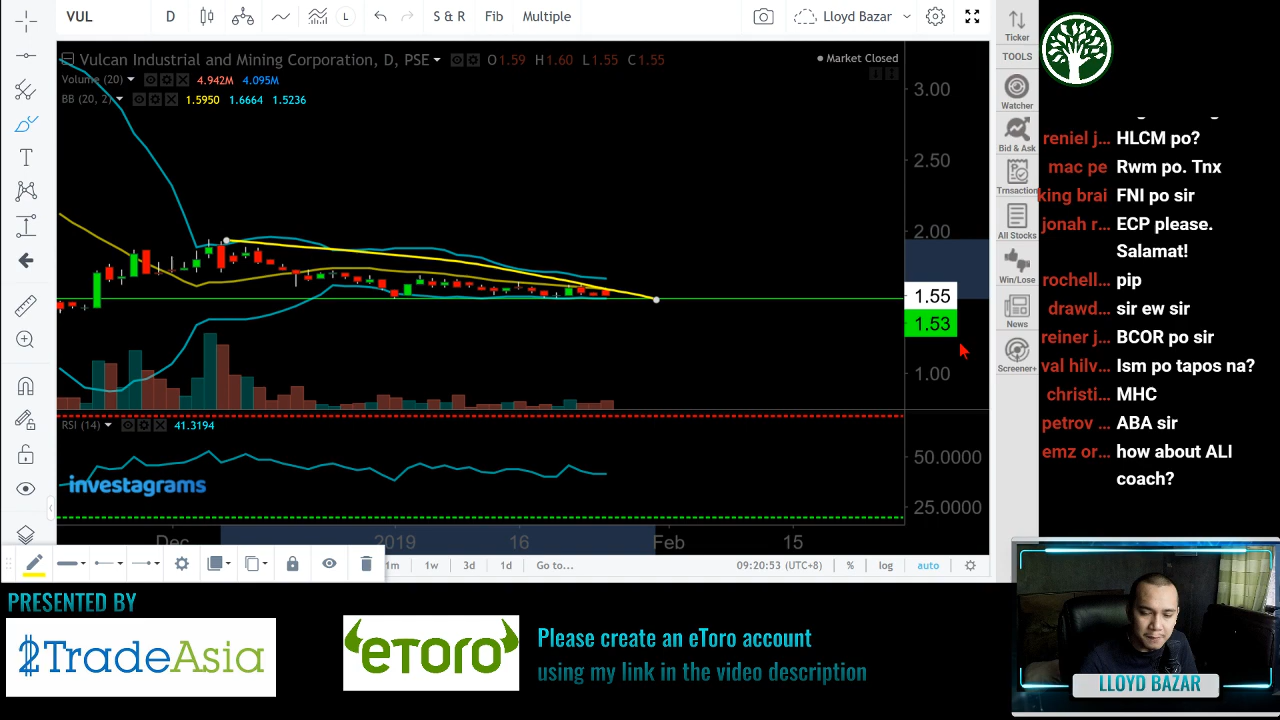 VUL
D
L
S & R
Fib
Multiple
Lloyd Bazar
Vulcan Industrial and Mining Corporation, D, PSE
O1.59 H1.60 L1.55 C1.55
Market Closed
Volume (20)
4.942M 4.095M
BB (20, 2)
1.5950 1.6664 1.5236
3.00
2.50
2.00
1.55
1.53
1.00
RSI (14)
41.3194
50.0000
25.0000
investagrams
Dec
2019
16
Feb
15
1m
1w
3d
1d
Go to...
09:20:53 (UTC+8)
%
log
auto
Ticker
TOOLS
Watcher
Bid & Ask
Trnsaction
All Stocks
Win/Lose
News
Screener+
reniel j... HLCM po?
mac pe Rwm po. Tnx
king brai FNI po sir
jonah r... ECP please.
Salamat!
rochell... pip
drawd... sir ew sir
reiner j... BCOR po sir
val hilv... Ism po tapos na?
christi... MHC
petrov ... ABA sir
emz or... how about ALI
coach?
PRESENTED BY
2TradeAsia
eToro
Please create an eToro account
using my link in the video description
LLOYD BAZAR